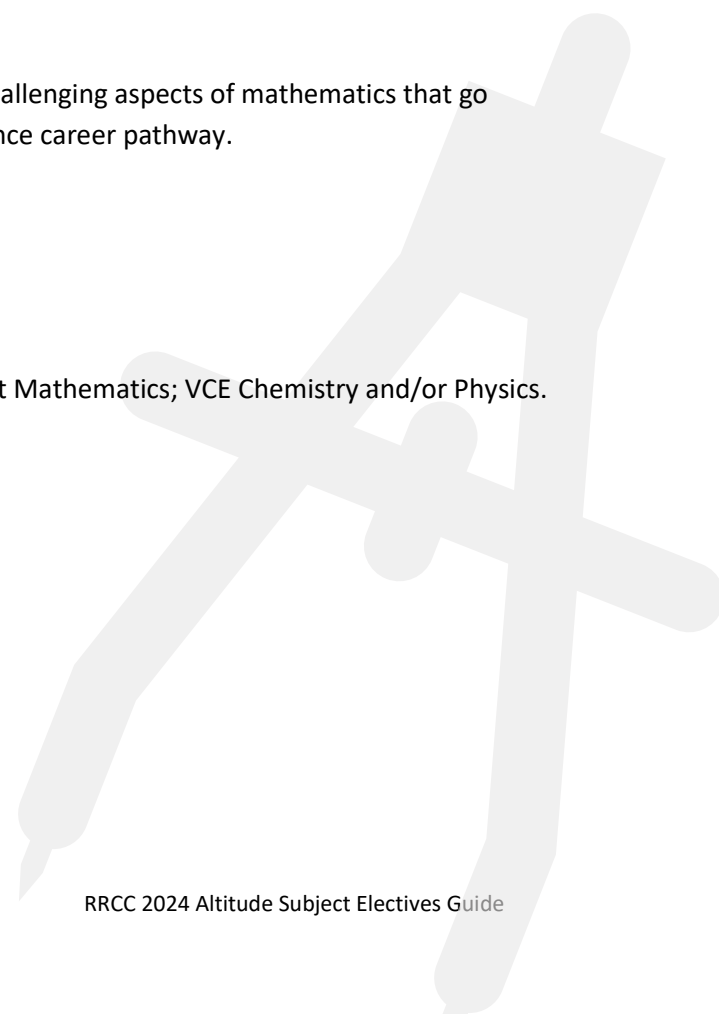 allenging aspects of mathematics that go
nce career pathway.
t Mathematics; VCE Chemistry and/or Physics.
RRCC 2024 Altitude Subject Electives Guide